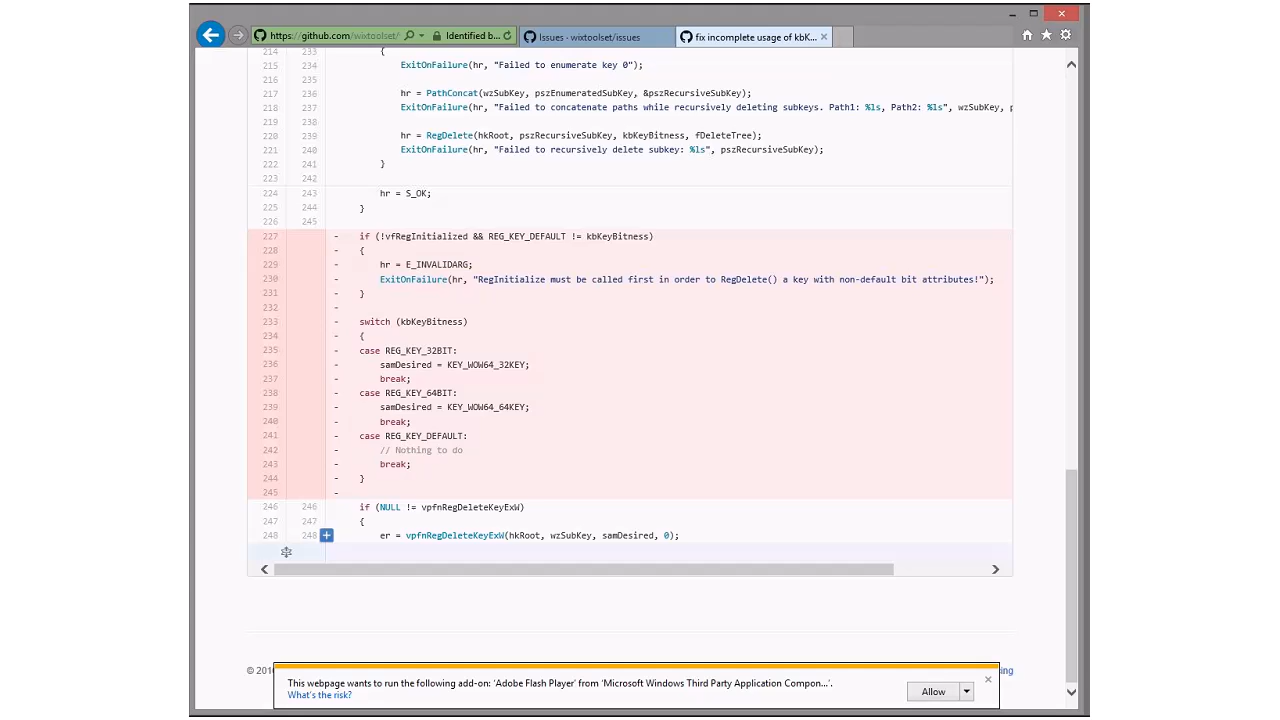 https://github.com/wixtoolset/ Identified b... Issues · wixtoolset/issues fix incomplete usage of kbK...
214 233 {
215 234 ExitOnFailure(hr, "Failed to enumerate key 0");
216 235
217 236 hr = PathConcat(wzSubKey, pszEnumeratedSubKey, &pszRecursiveSubKey);
218 237 ExitOnFailure(hr, "Failed to concatenate paths while recursively deleting subkeys. Path1: %ls, Path2: %ls", wzSubKey, p
219 238
220 239 hr = RegDelete(hkRoot, pszRecursiveSubKey, kbKeyBitness, fDeleteTree);
221 240 ExitOnFailure(hr, "Failed to recursively delete subkey: %ls", pszRecursiveSubKey);
222 241 }
223 242
224 243 hr = S_OK;
225 244 }
226 245
227 - if (!vfRegInitialized && REG_KEY_DEFAULT != kbKeyBitness)
228 - {
229 - hr = E_INVALIDARG;
230 - ExitOnFailure(hr, "RegInitialize must be called first in order to RegDelete() a key with non-default bit attributes!");
231 - }
232 -
233 - switch (kbKeyBitness)
234 - {
235 - case REG_KEY_32BIT:
236 - samDesired = KEY_WOW64_32KEY;
237 - break;
238 - case REG_KEY_64BIT:
239 - samDesired = KEY_WOW64_64KEY;
240 - break;
241 - case REG_KEY_DEFAULT:
242 - // Nothing to do
243 - break;
244 - }
245 -
246 246 if (NULL != vpfnRegDeleteKeyExW)
247 247 {
248 248 er = vpfnRegDeleteKeyExW(hkRoot, wzSubKey, samDesired, 0);
© 201 ing
This webpage wants to run the following add-on: 'Adobe Flash Player' from 'Microsoft Windows Third Party Application Compon...'.
What's the risk?
Allow